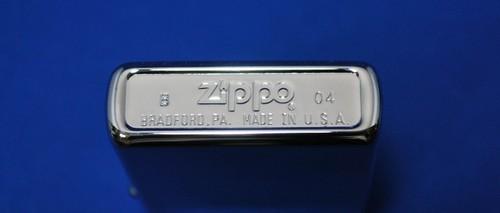 B Zippo® 04
BRADFORD, PA. MADE IN U.S.A.